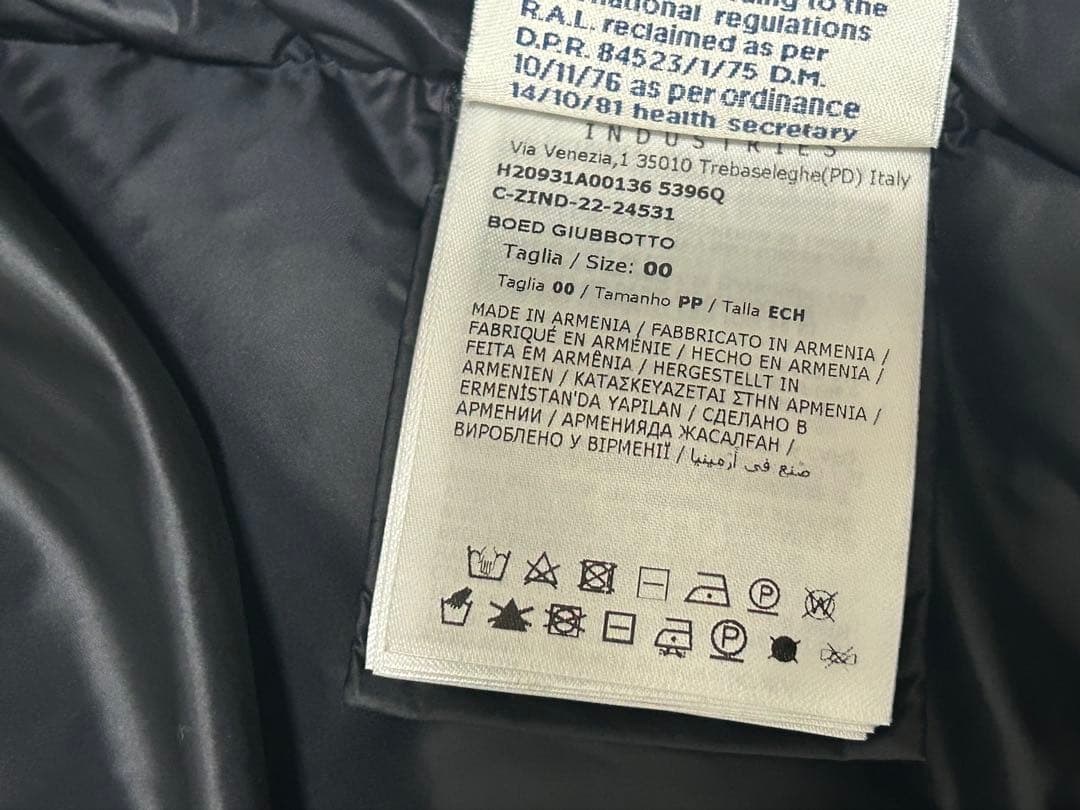 to the
national regulations
R.A.L. reclaimed as per
D.P.R. 84523/1/75 D.M.
10/11/76 as per ordinance
14/10/81 health secretary
INDUSTRIES
Via Venezia,1 35010 Trebaseleghe(PD) Italy
H20931A00136 5396Q
C-ZIND-22-24531
BOED GIUBBOTTO
Taglia / Size: 00
Taglia 00 / Tamanho PP / Talla ECH
MADE IN ARMENIA / FABBRICATO IN ARMENIA /
FABRIQUÉ EN ARMÉNIE / HECHO EN ARMENIA /
FEITA EM ARMÊNIA / HERGESTELLT IN
ARMENIEN / ΚΑΤΑΣΚΕΥΑΖΕΤΑΙ ΣΤΗΝ ΑΡΜΕΝΙΑ /
ERMENİSTAN'DA YAPILAN / СДЕЛАНО В
АРМЕНИИ / АРМЕНИЯДА ЖАСАЛҒАН /
ВИРОБЛЕНО У ВІРМЕНІЇ / صنع في أرمينيا
P W
P